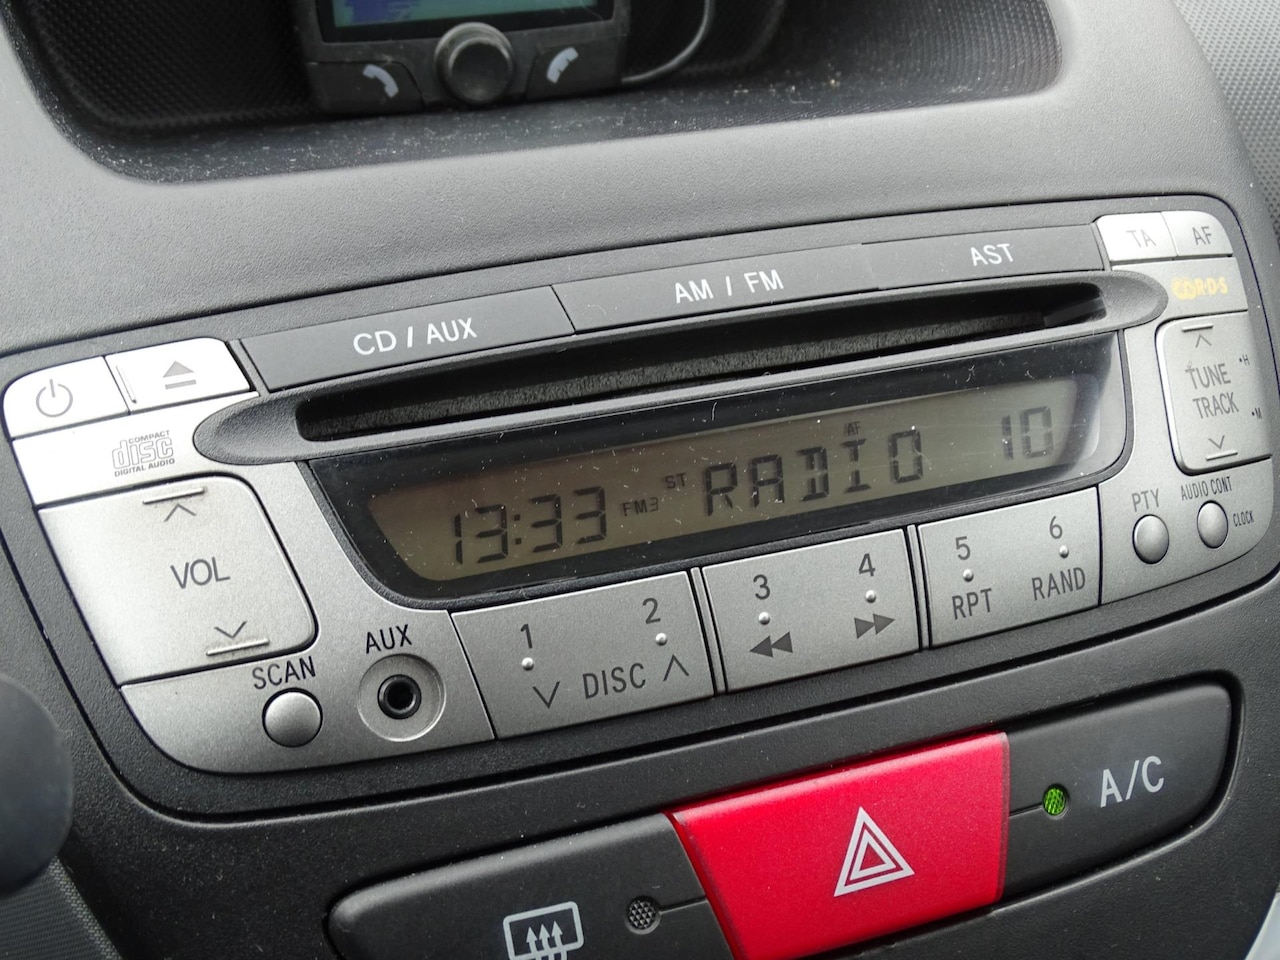 TA AF
AST
AM / FM
CD / AUX
R·D·S
COMPACT
disc
DIGITAL AUDIO
TUNE
TRACK
•H
•M
AF
13:33 FM3 ST RADIO 10
VOL
PTY
AUDIO CONT
CLOCK
SCAN
AUX
1 2
DISC
3 4
5 6
RPT RAND
A/C